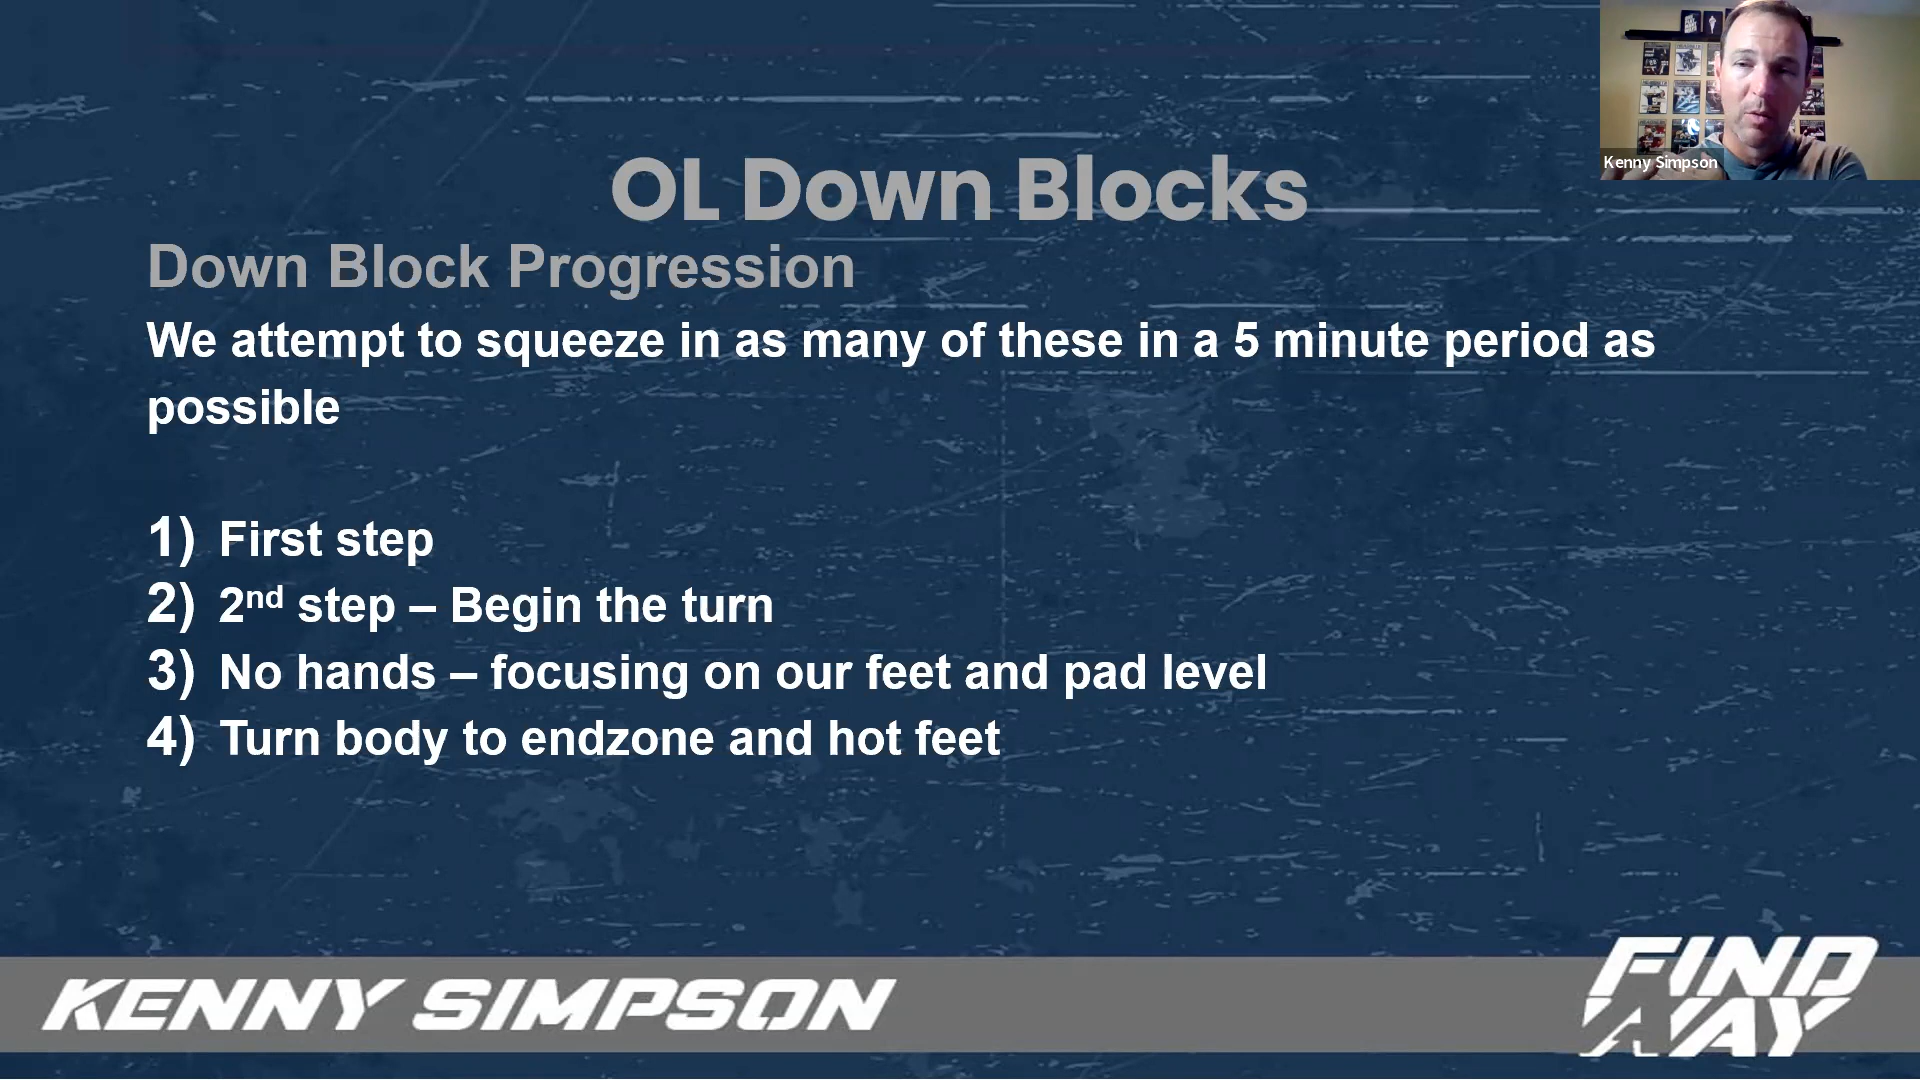 Kenny Simpson
OL Down Blocks
Down Block Progression
We attempt to squeeze in as many of these in a 5 minute period as
possible
1) First step
2) 2nd step – Begin the turn
3) No hands – focusing on our feet and pad level
4) Turn body to endzone and hot feet
KENNY SIMPSON
FIND
A WAY